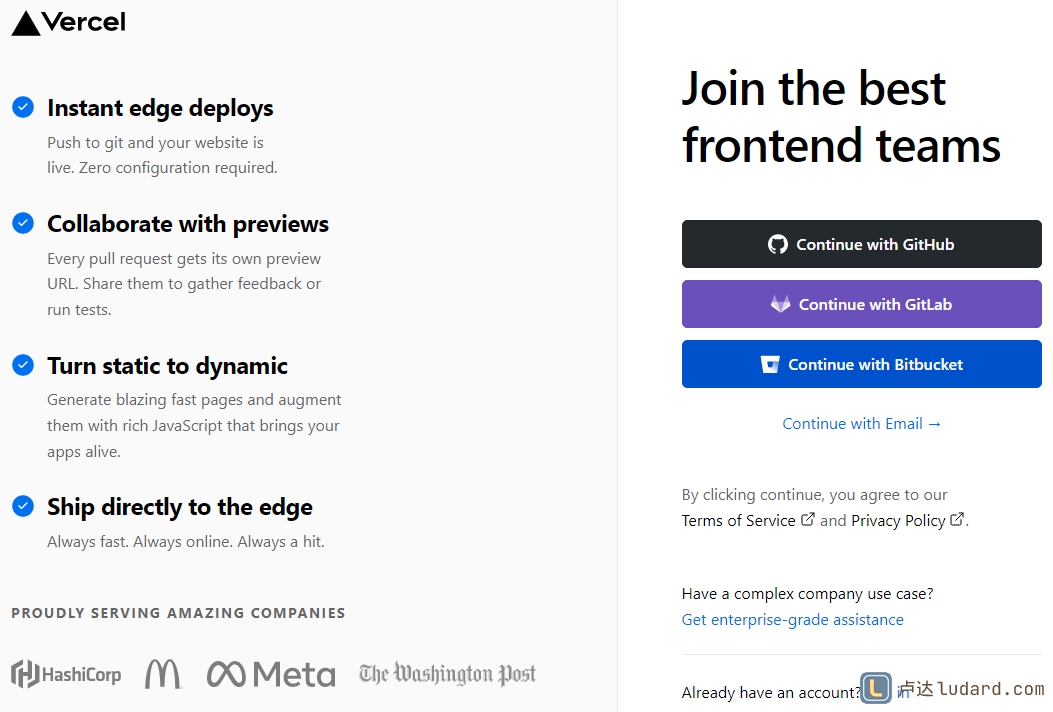 Vercel
Instant edge deploys
Push to git and your website is
live. Zero configuration required.
Collaborate with previews
Every pull request gets its own preview
URL. Share them to gather feedback or
run tests.
Turn static to dynamic
Generate blazing fast pages and augment
them with rich JavaScript that brings your
apps alive.
Ship directly to the edge
Always fast. Always online. Always a hit.
PROUDLY SERVING AMAZING COMPANIES
HashiCorp
Meta
The Washington Post
Join the best
frontend teams
Continue with GitHub
Continue with GitLab
Continue with Bitbucket
Continue with Email →
By clicking continue, you agree to our
Terms of Service and Privacy Policy.
Have a complex company use case?
Get enterprise-grade assistance
Already have an account?
L 卢达ludard.com